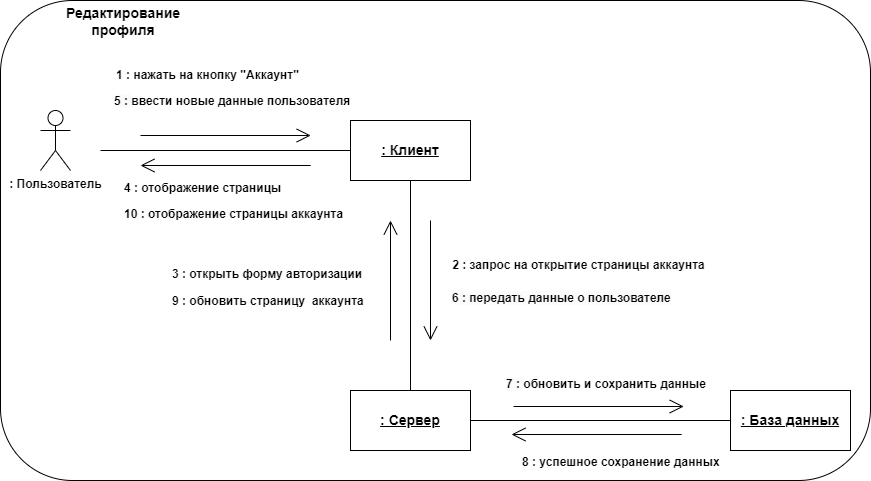 Редактирование
профиля
1 : нажать на кнопку "Аккаунт"
5 : ввести новые данные пользователя
: Клиент
: Пользователь
4 : отображение страницы
10 : отображение страницы аккаунта
3 : открыть форму авторизации
9 : обновить страницу  аккаунта
2 : запрос на открытие страницы аккаунта
6 : передать данные о пользователе
7 : обновить и сохранить данные
: Сервер
: База данных
8 : успешное сохранение данных